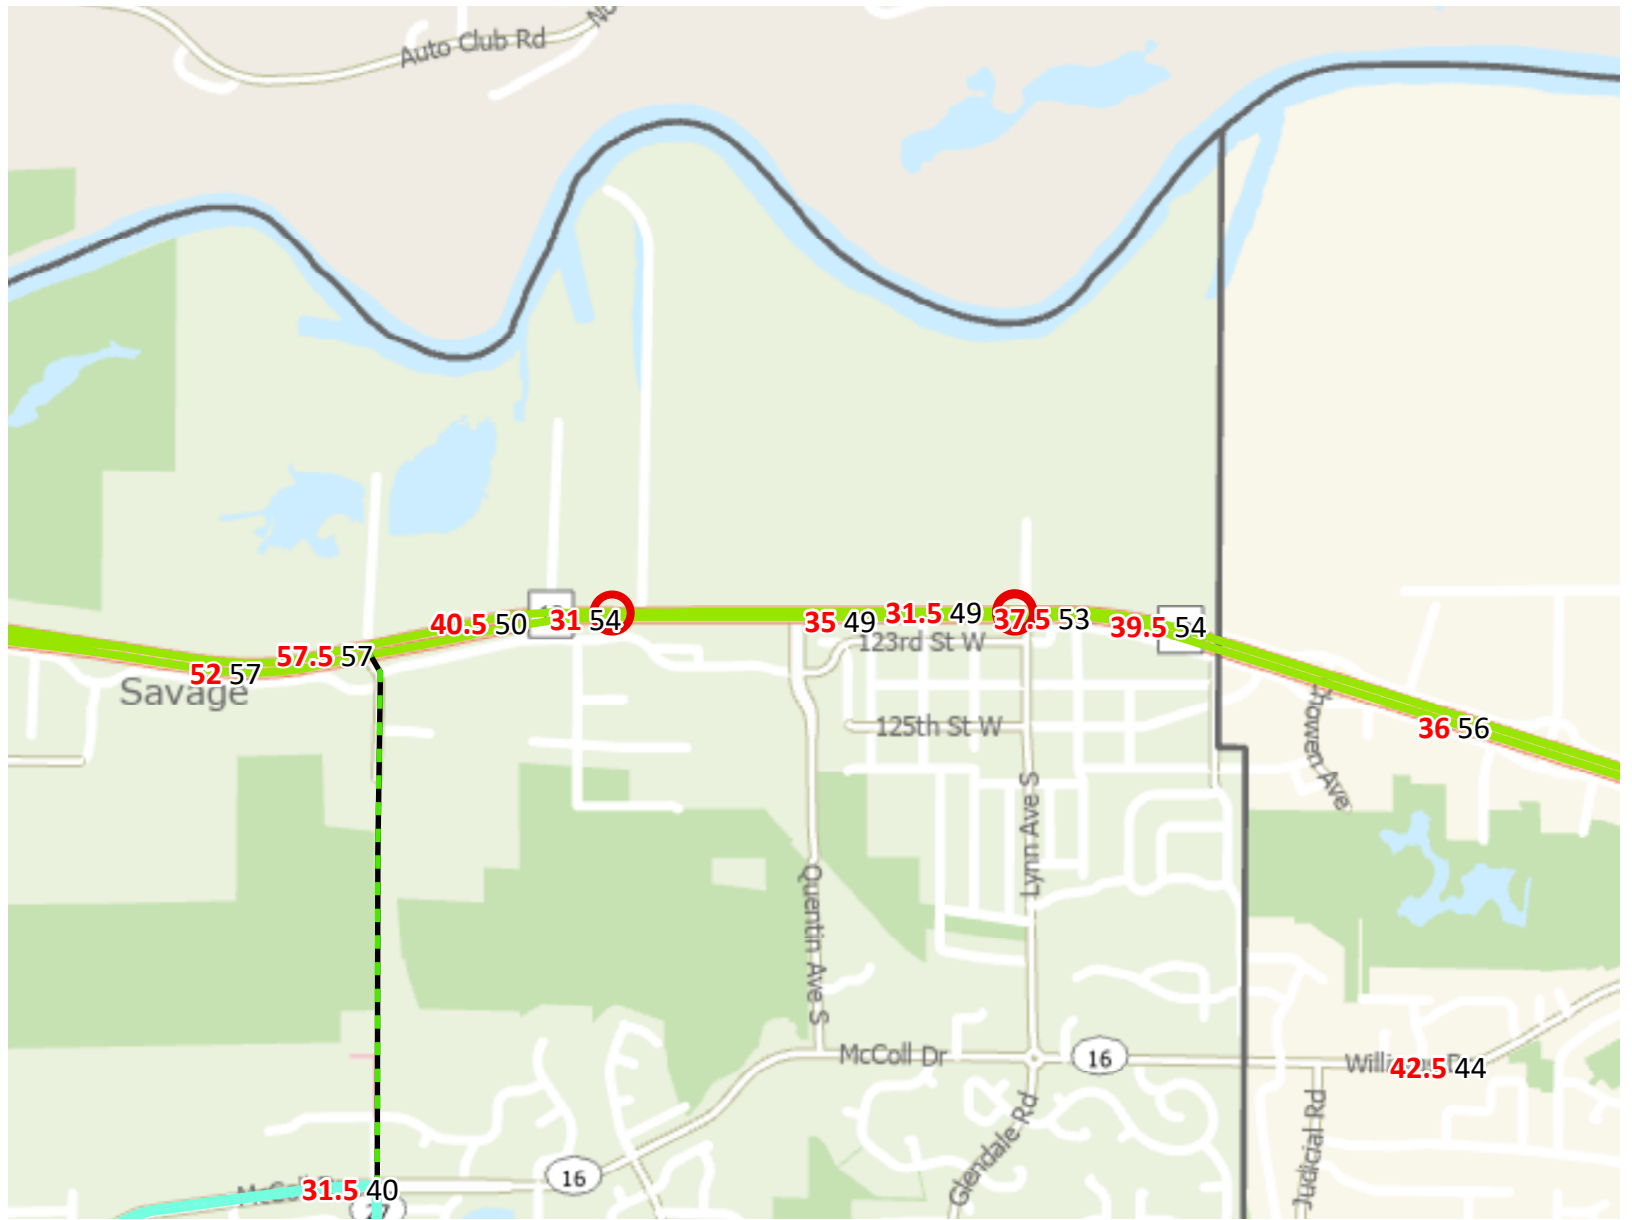 Auto Club Rd
31 54
35 49
31.5 49
37.5 53
40.5 50
39.5 54
123rd St W
57.5 57
52 57
Savage
125th St W
36 56
Lynn Ave S
Quentin Ave S
McColl Dr
16
42.5 44
Glendale Rd
Judicial Rd
16
31.5 40
27